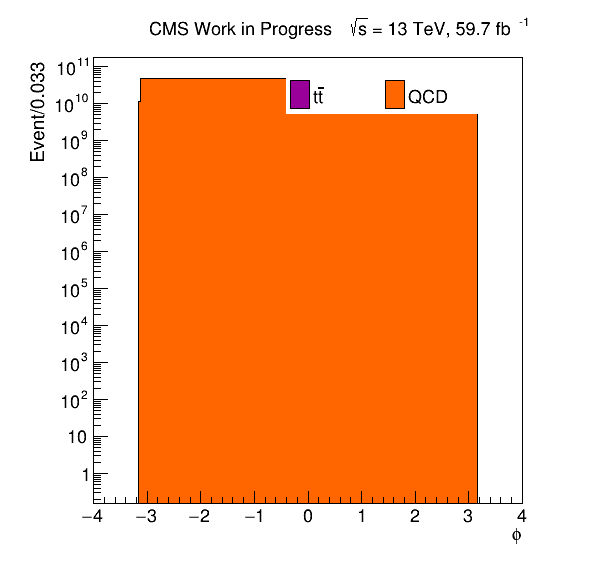 CMS Work in Progress √s = 13 TeV, 59.7 fb⁻¹
Event/0.033
10¹¹
10¹⁰
10⁹
10⁸
10⁷
10⁶
10⁵
10⁴
10³
10²
10
1
tt̄ QCD
−4 −3 −2 −1 0 1 2 3 4
ϕ